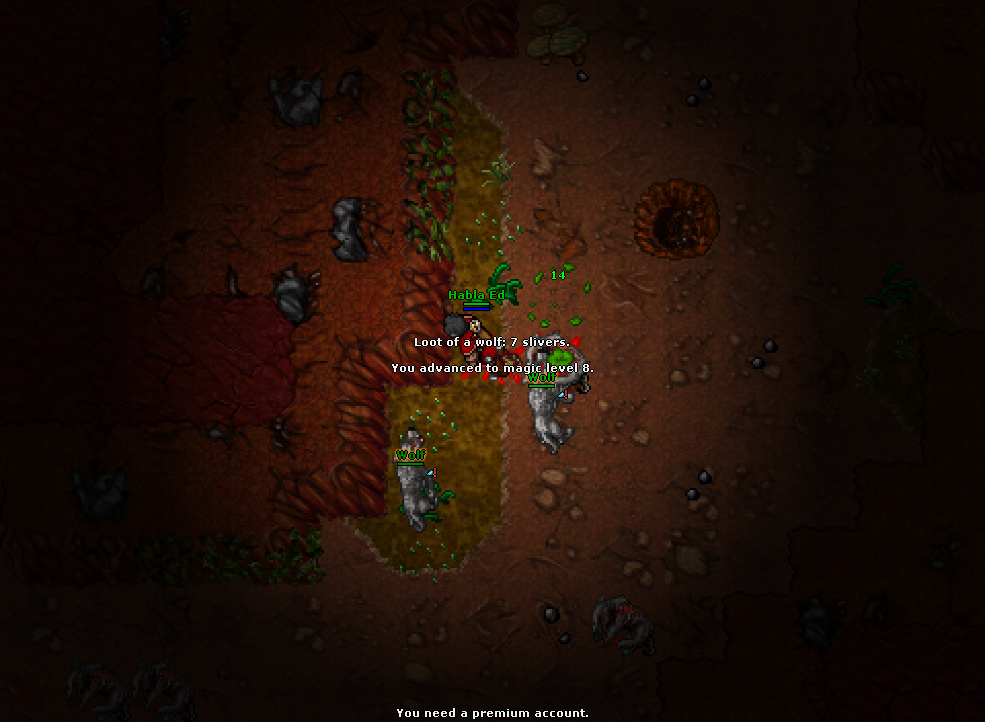 14
Habla Ed
Loot of a wolf: 7 slivers.
You advanced to magic level 8.
Wolf
Wolf
You need a premium account.